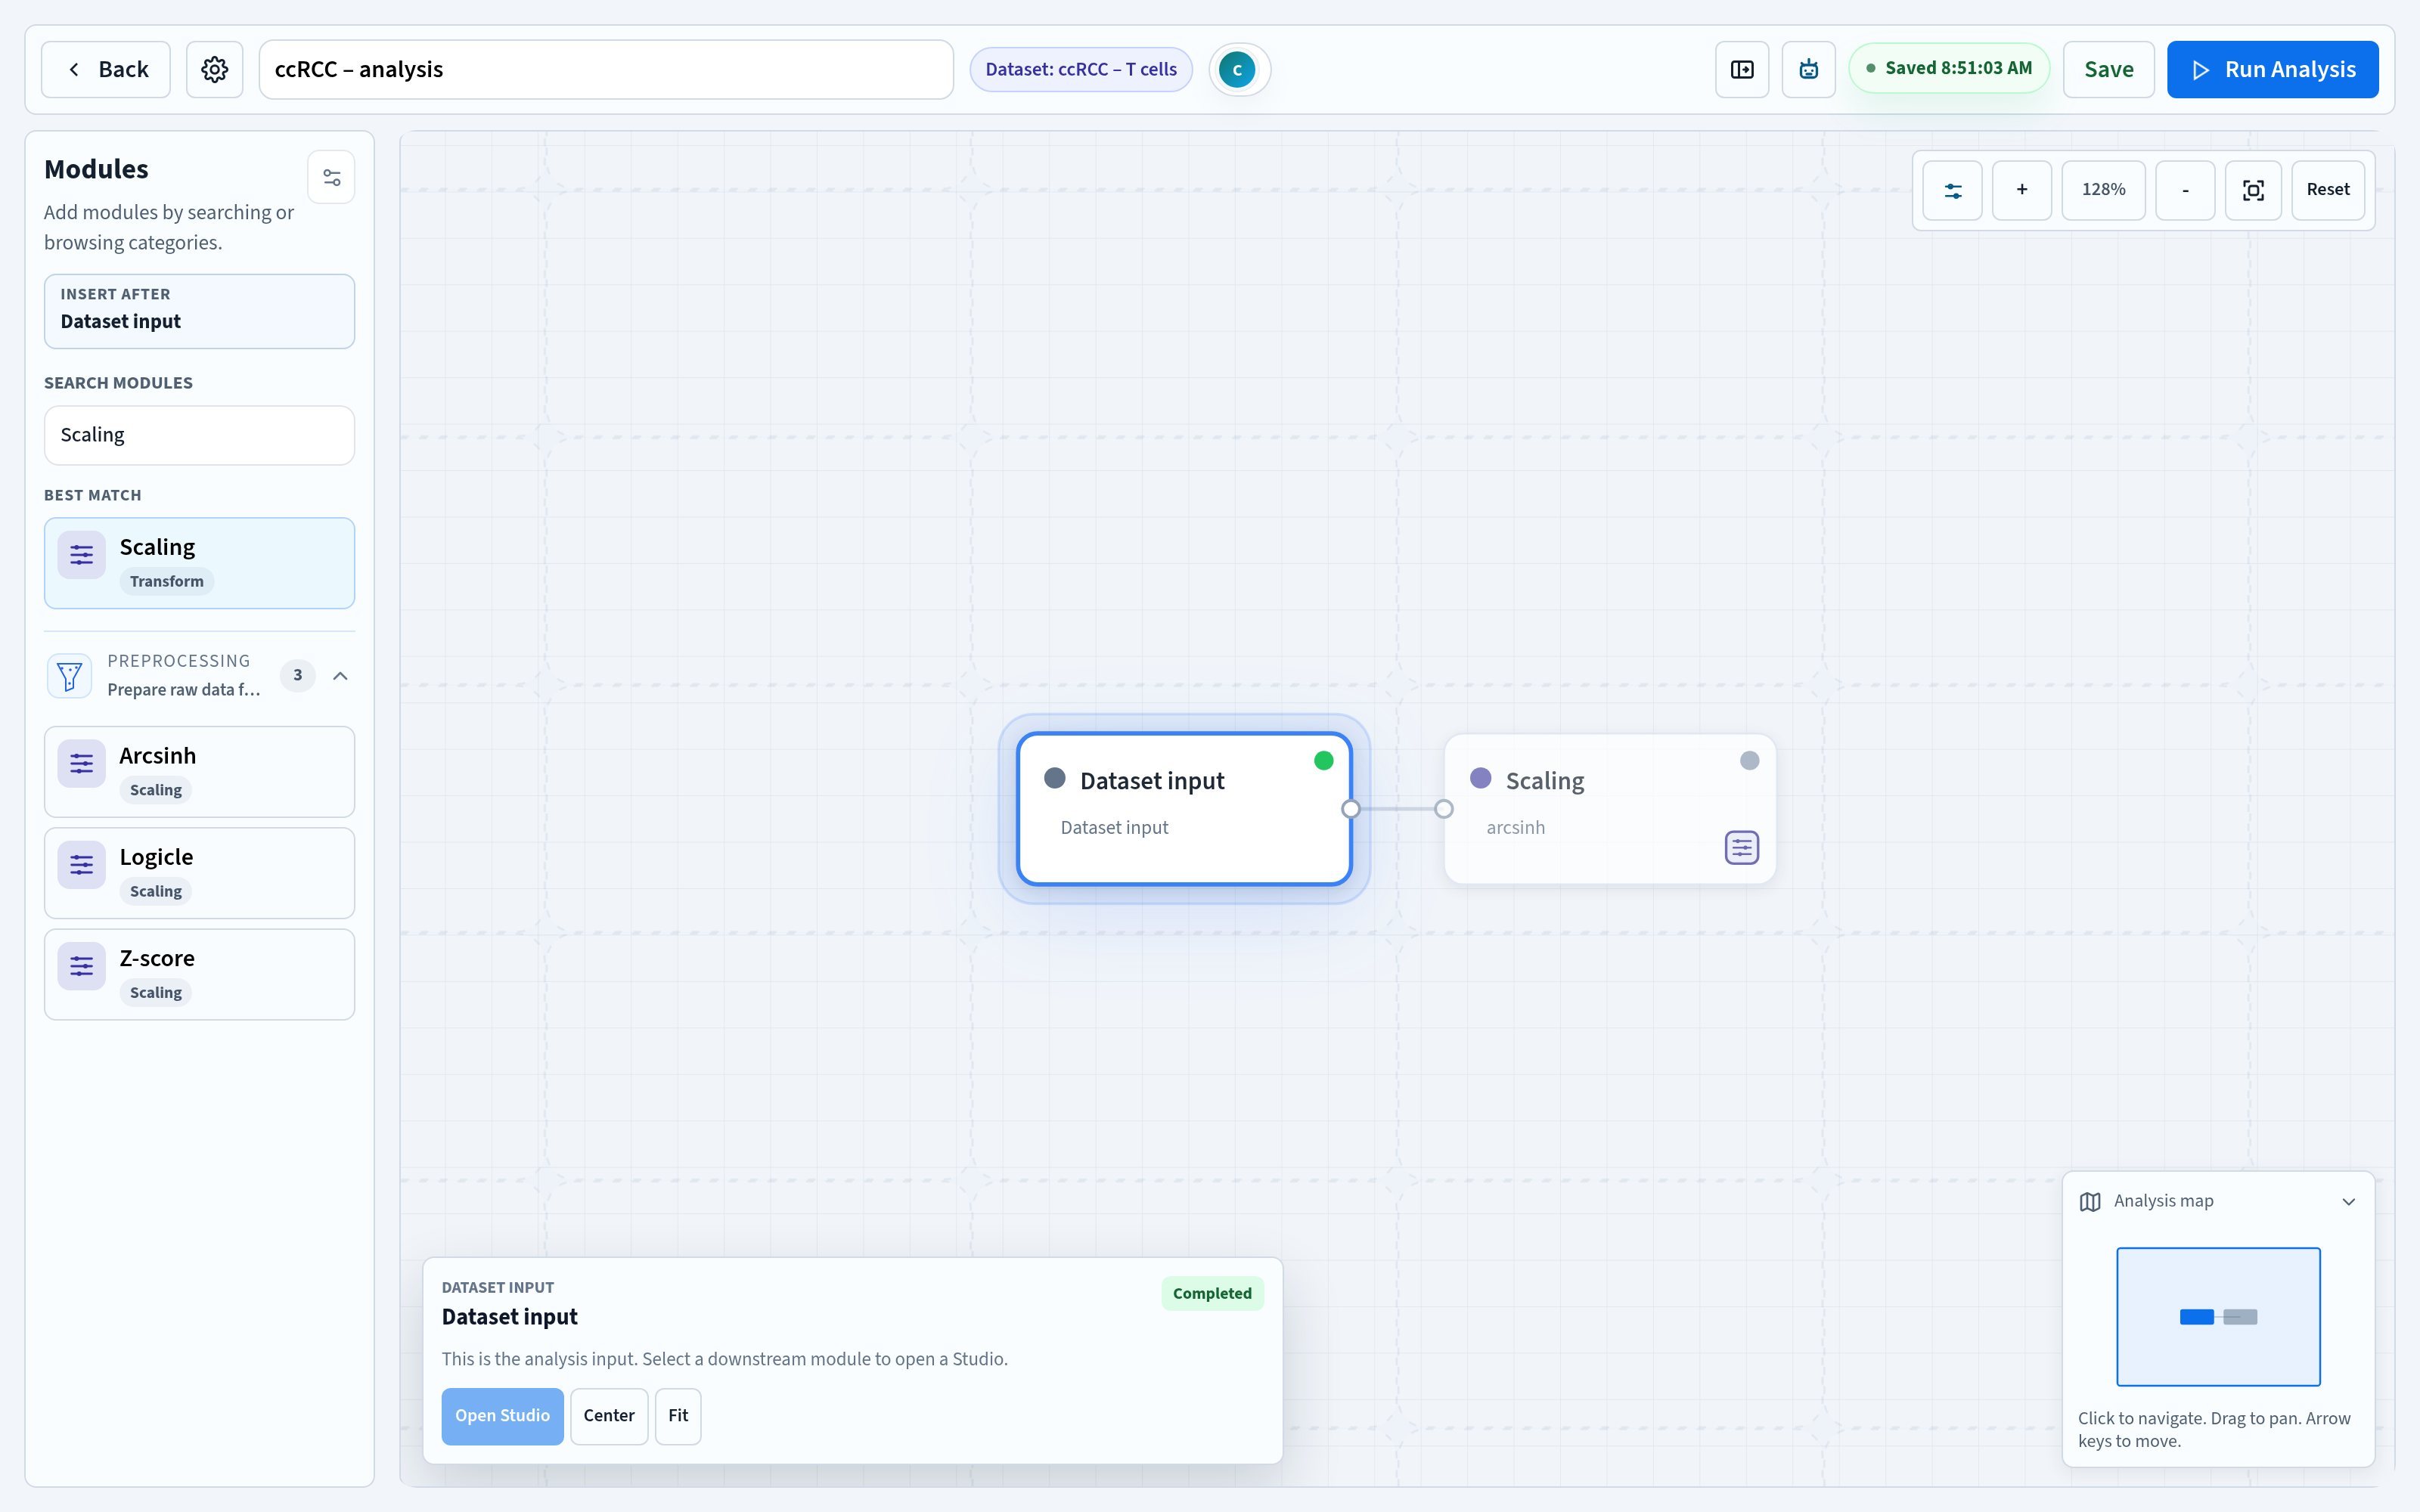 Back
ccRCC – analysis
Dataset: ccRCC – T cells
C
Saved 8:51:03 AM
Save
Run Analysis
Modules
Add modules by searching or
browsing categories.
INSERT AFTER
Dataset input
SEARCH MODULES
Scaling
BEST MATCH
Scaling
Transform
PREPROCESSING
Prepare raw data f...
3
Arcsinh
Scaling
Logicle
Scaling
Z-score
Scaling
+
128%
-
Reset
Dataset input
Dataset input
Scaling
arcsinh
DATASET INPUT
Dataset input
Completed
This is the analysis input. Select a downstream module to open a Studio.
Open Studio
Center
Fit
Analysis map
Click to navigate. Drag to pan. Arrow
keys to move.